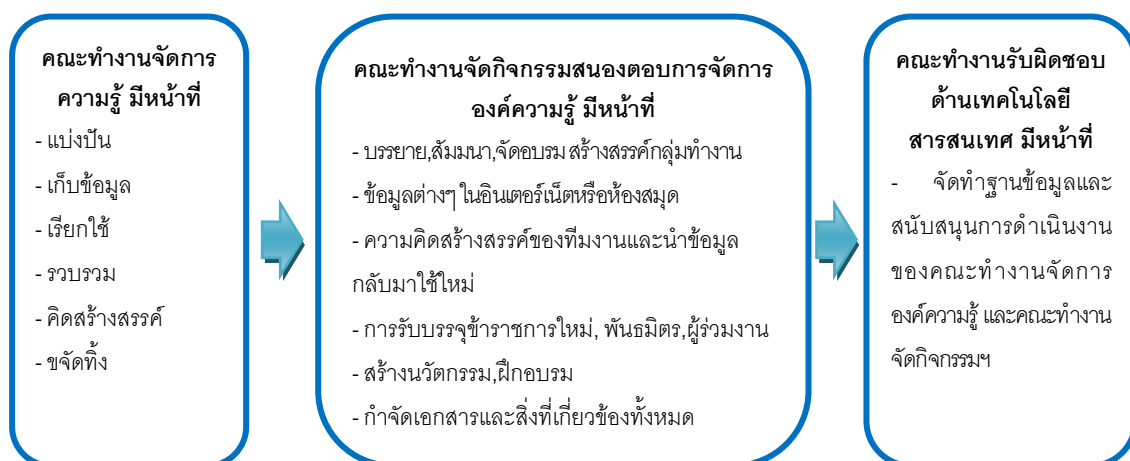 คณะทำงานจัดการ
ความรู้ มีหน้าที่
- แบ่งปัน
- เก็บข้อมูล
- เรียกใช้
- รวบรวม
- คิดสร้างสรรค์
- ขจัดทิ้ง
คณะทำงานจัดกิจกรรมสนองตอบการจัดการ
องค์ความรู้ มีหน้าที่
- บรรยาย,สัมมนา,จัดอบรม สร้างสรรค์กลุ่มทำงาน
- ข้อมูลต่างๆ ในอินเตอร์เน็ตหรือห้องสมุด
- ความคิดสร้างสรรค์ของทีมงานและนำข้อมูล
กลับมาใช้ใหม่
- การรับบรรจุข้าราชการใหม่, พันธมิตร,ผู้ร่วมงาน
- สร้างนวัตกรรม,ฝึกอบรม
- กำจัดเอกสารและสิ่งที่เกี่ยวข้องทั้งหมด
คณะทำงานรับผิดชอบ
ด้านเทคโนโลยี
สารสนเทศ มีหน้าที่
- จัดทำฐานข้อมูลและ
สนับสนุนการดำเนินงาน
ของคณะทำงานจัดการ
องค์ความรู้ และคณะทำงาน
จัดกิจกรรมฯ